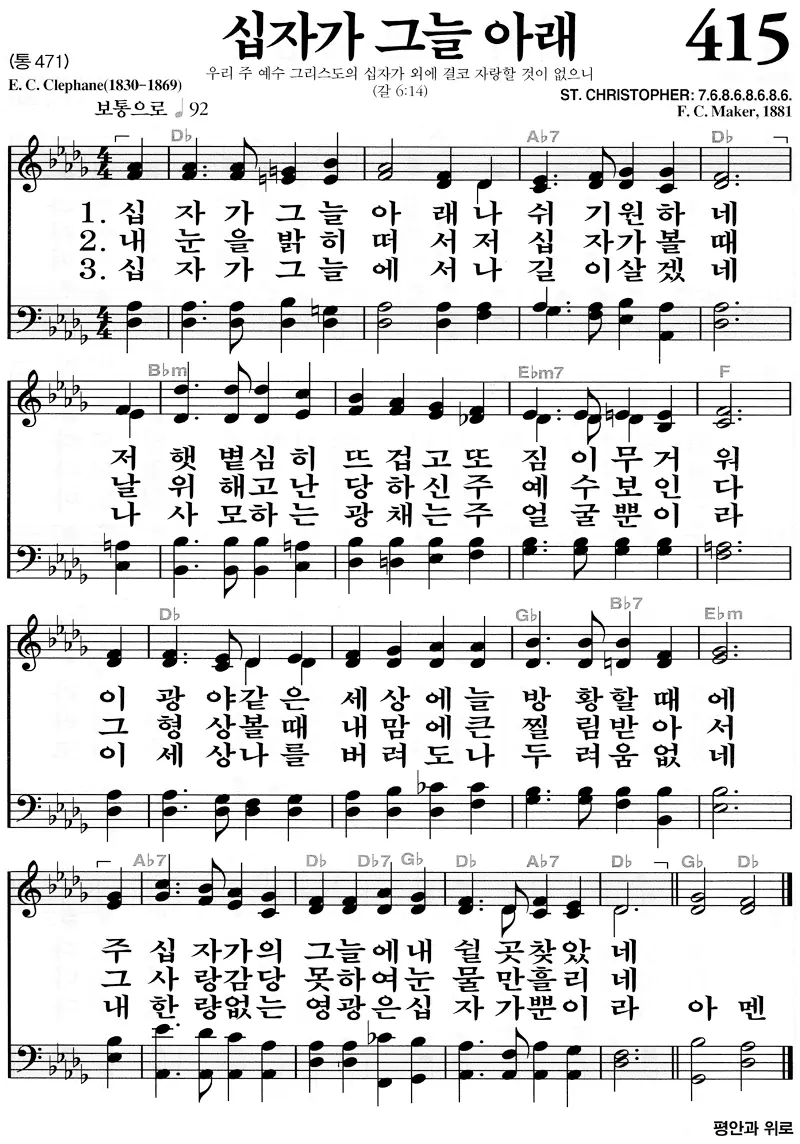 십자가 그늘 아래
415
(통 471)
우리 주 예수 그리스도의 십자가 외에 결코 자랑할 것이 없으니
(갈 6:14)
E. C. Clephane(1830-1869)
ST. CHRISTOPHER: 7.6.8.6.8.6.8.6.
F. C. Maker, 1881
보통으로 ♩92
D♭ A♭7 D♭
4/4
1. 십 자 가 그 늘 아 래 나 쉬 기 원 하 네
2. 내 눈 을 밝 히 떠 서 저 십 자 가 볼 때
3. 십 자 가 그 늘 에 서 나 길 이 살 겠 네
4/4
B♭m E♭m7 F
저 햇 볕 심 히 뜨 겁 고 또 짐 이 무 거 워
날 위 해 고 난 당 하 신 주 예 수 보 인 다
나 사 모 하 는 광 채 는 주 얼 굴 뿐 이 라
D♭ G♭ B♭7 E♭m
이 광 야 같 은 세 상 에 늘 방 황 할 때 에
그 형 상 볼 때 내 맘 에 큰 찔 림 받 아 서
이 세 상 나 를 버 려 도 나 두 려 움 없 네
A♭7 D♭ D♭7 G♭ D♭ A♭7 D♭ G♭ D♭
주 십 자 가 의 그 늘 에 내 쉴 곳 찾 았 네
그 사 랑 감 당 못 하 여 눈 물 만 흘 리 네
내 한 량 없 는 영 광 은 십 자 가 뿐 이 라 아 멘
평안과 위로